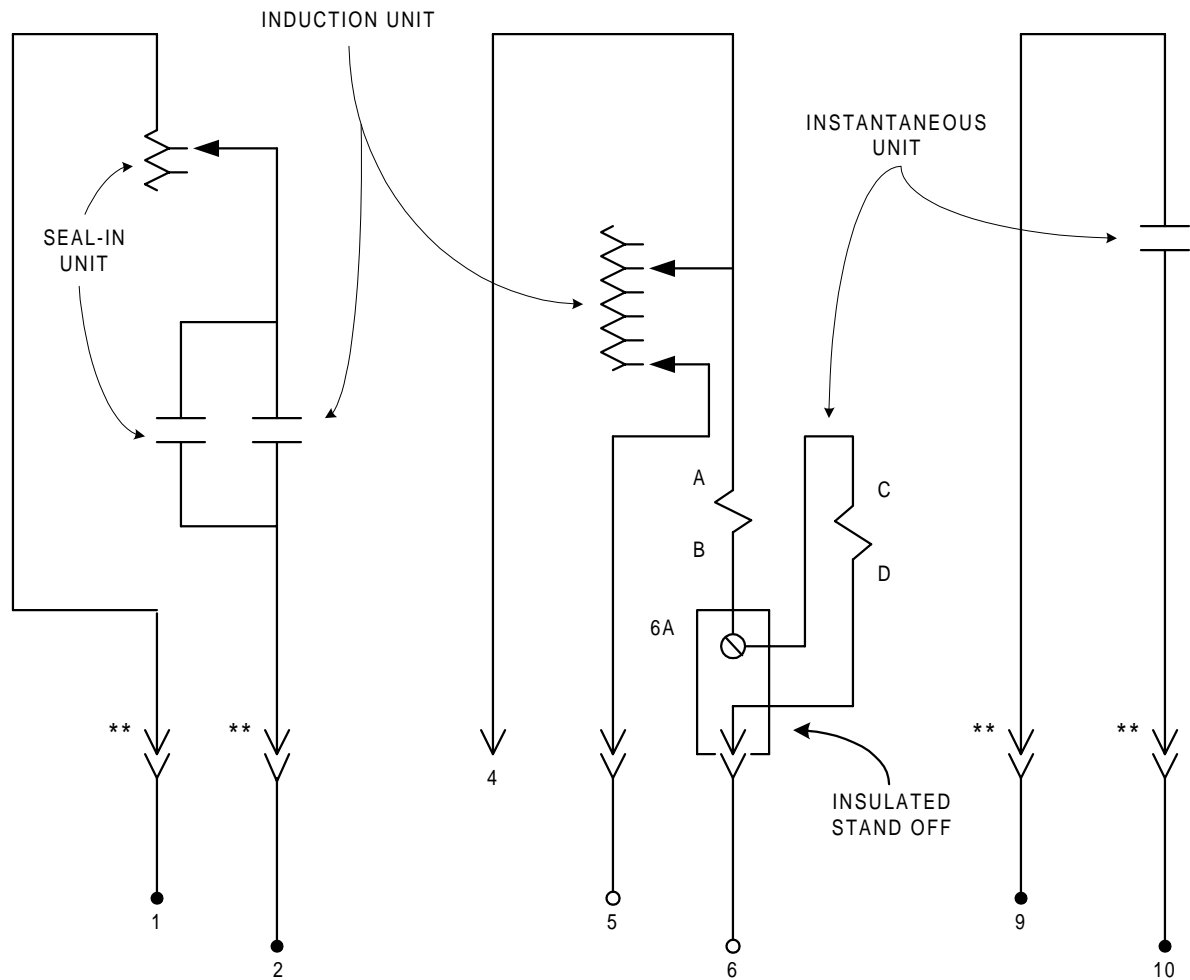 INDUCTION UNIT
INSTANTANEOUS
UNIT
SEAL-IN
UNIT
A
C
B
D
6A
**
**
**
**
4
INSULATED
STAND OFF
1
5
9
2
6
10